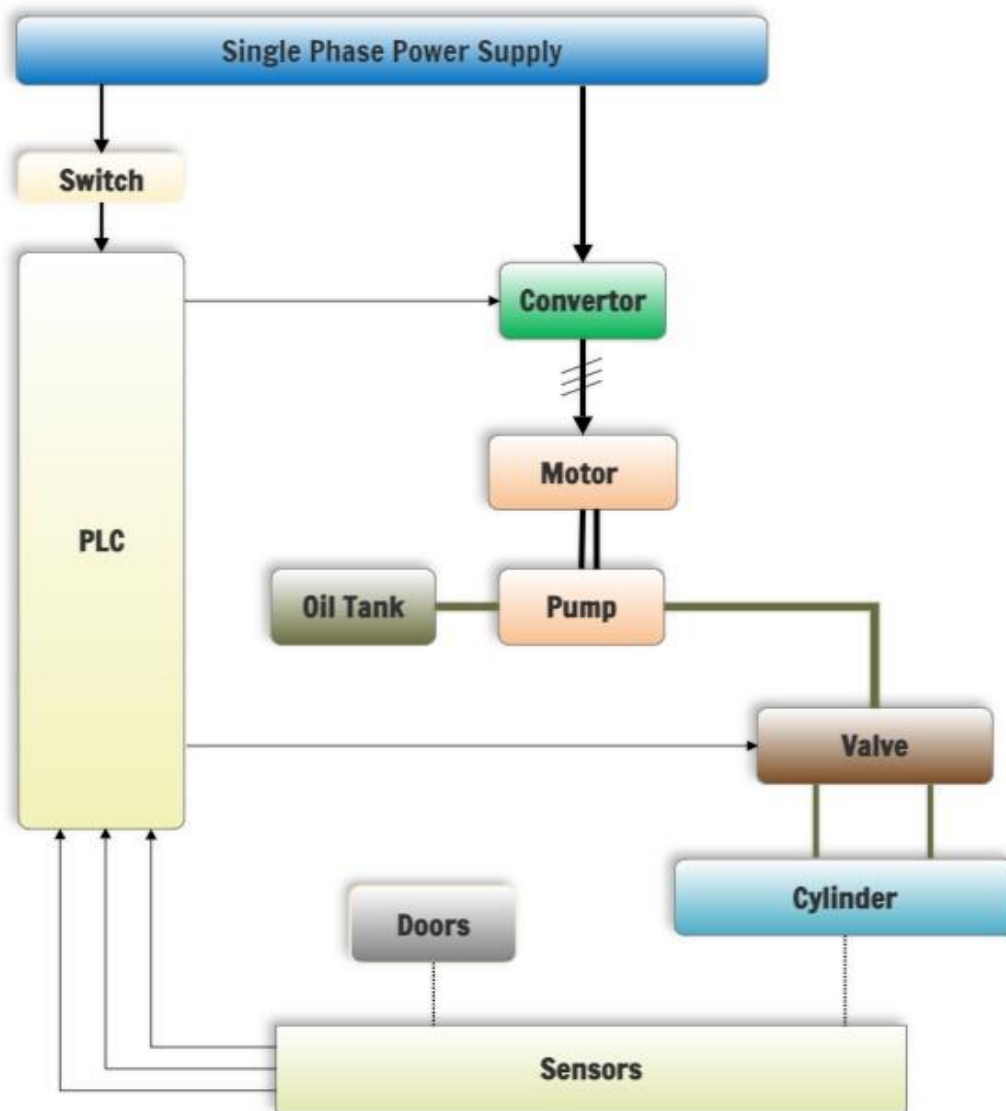 Single Phase Power Supply
Switch
Convertor
Motor
PLC
Oil Tank
Pump
Valve
Cylinder
Doors
Sensors